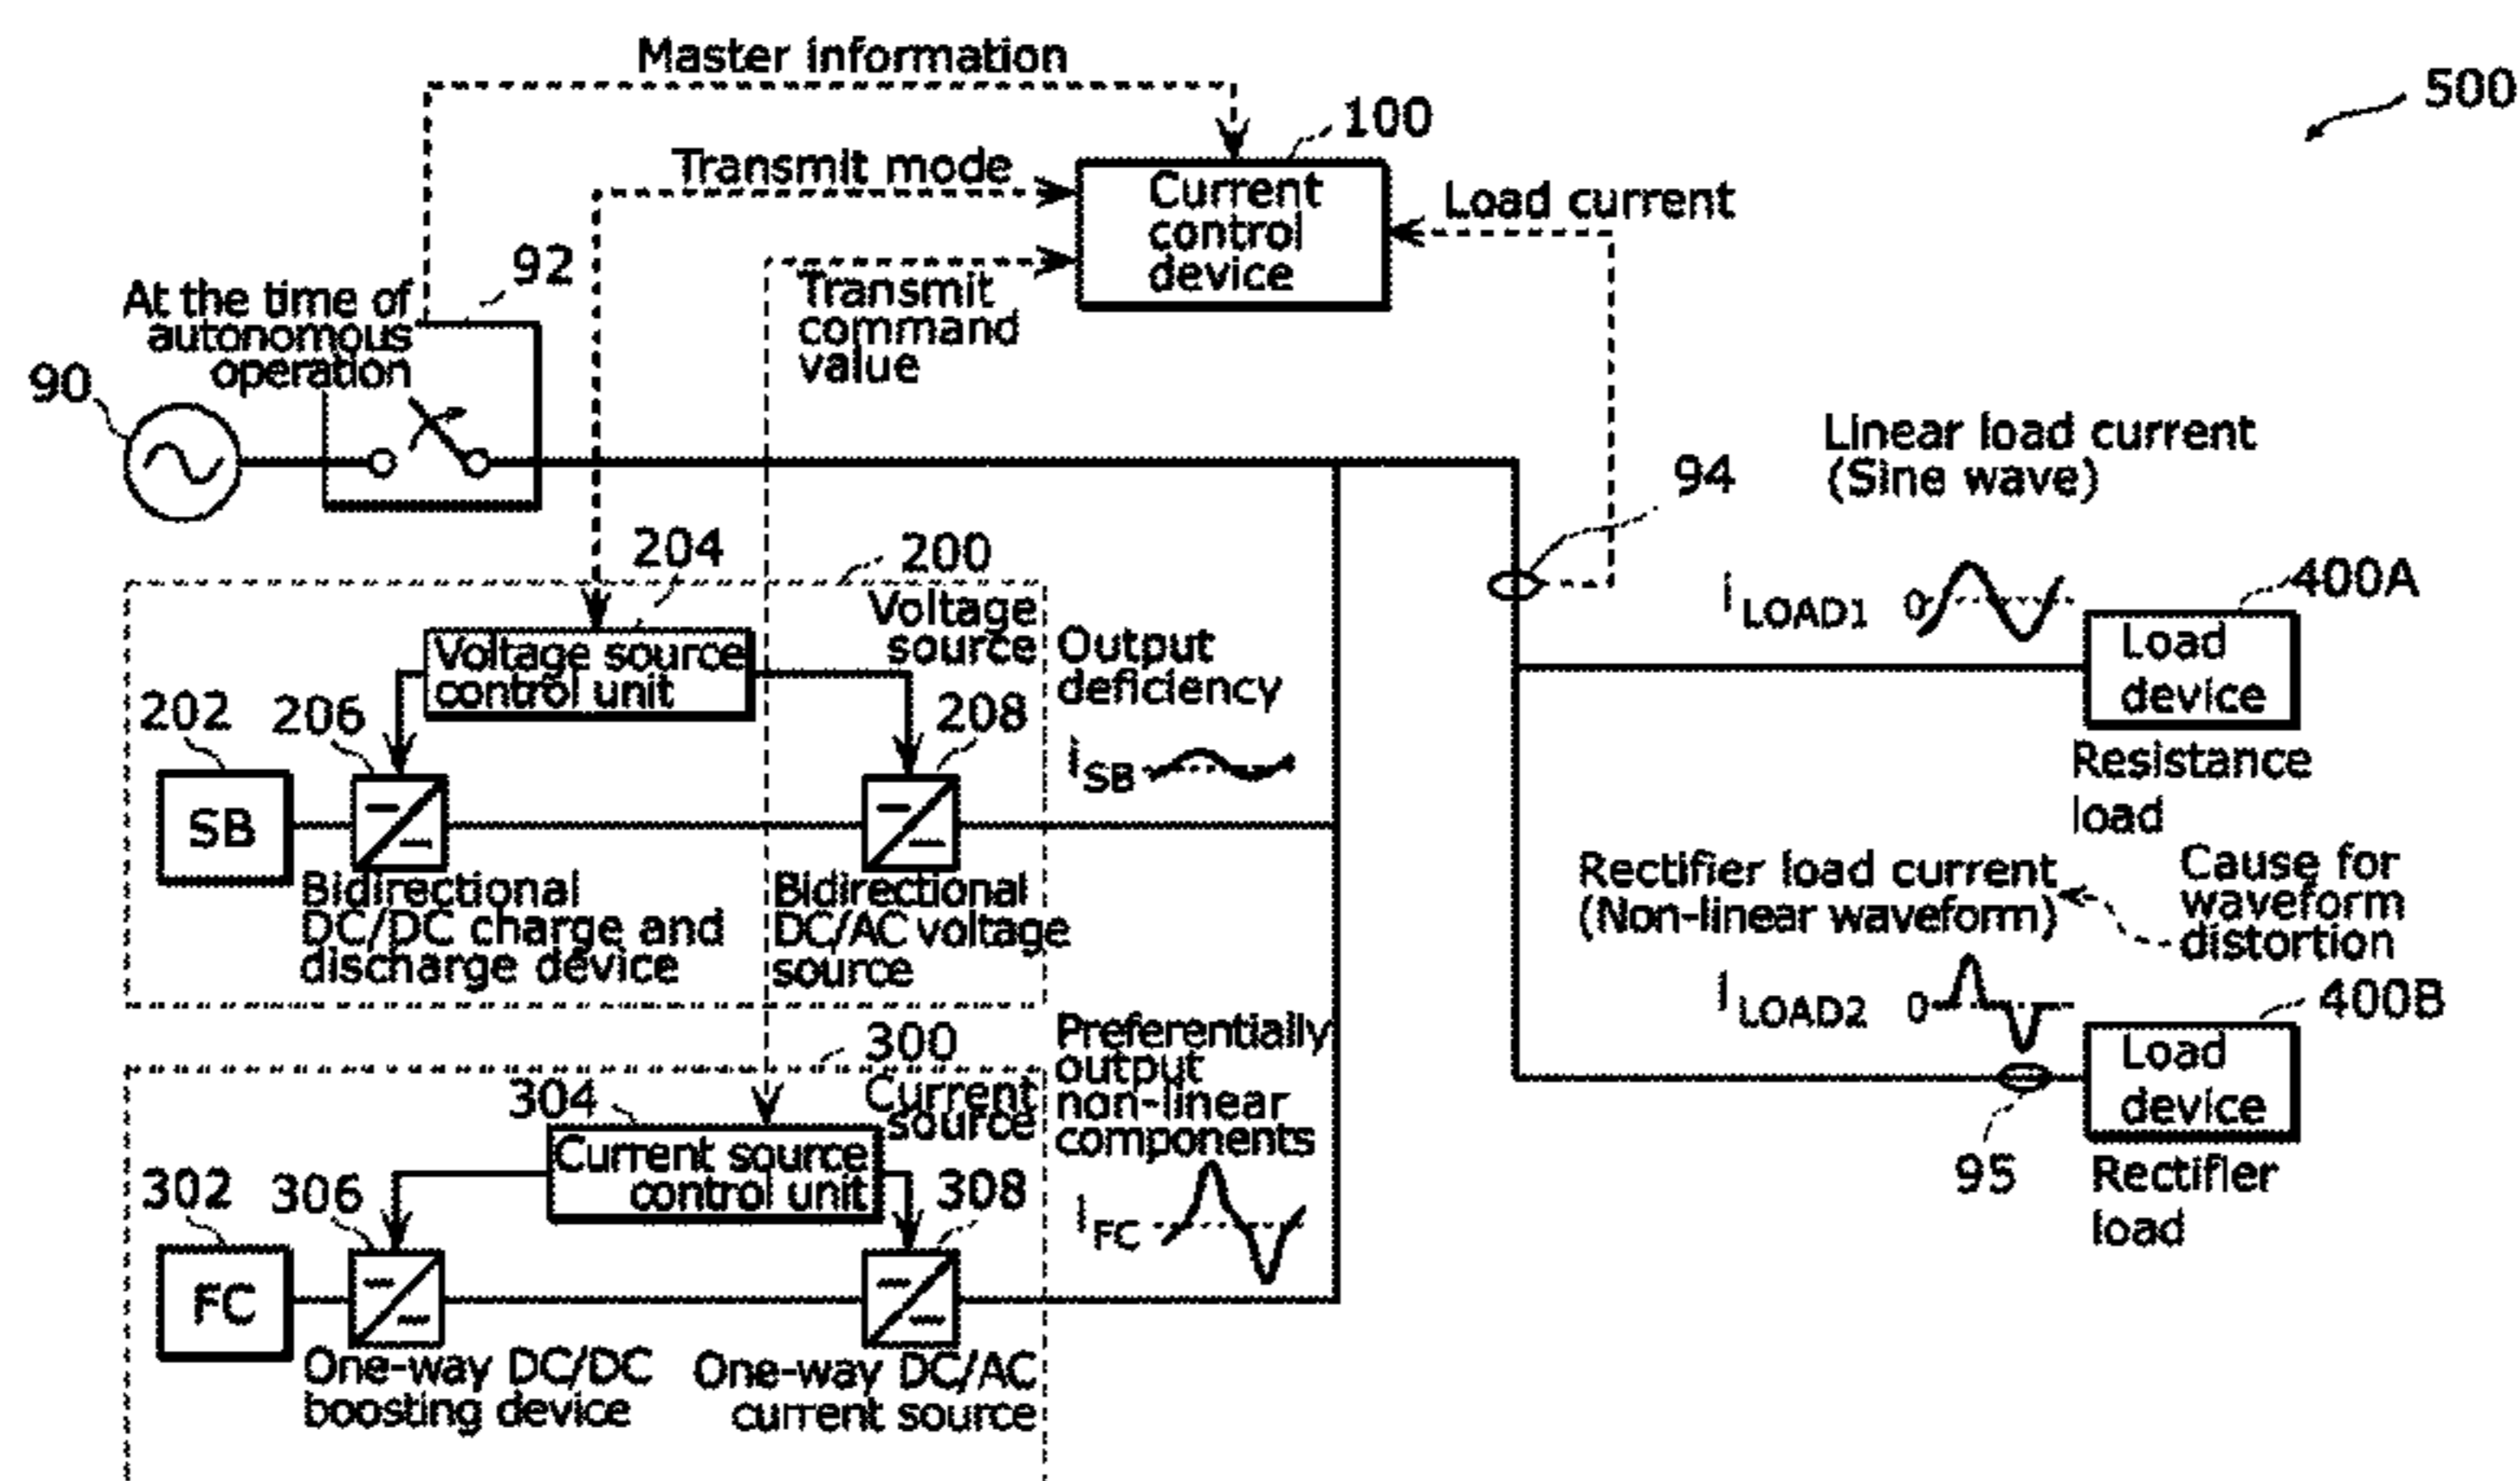 Master information
500
100
Transmit mode
Current
control
device
Load current
92
At the time of
autonomous
operation
Transmit
command
value
90
Linear load current
(Sine wave)
94
204
200
Voltage
source
400A
i LOAD1
0
Load
device
Voltage source
control unit
Output
deficiency
202
206
208
i SB
Resistance
load
SB
Bidirectional
DC/DC charge and
discharge device
Bidirectional
DC/AC voltage
source
Rectifier load current
(Non-linear waveform)
Cause for
waveform
distortion
i LOAD2
0
400B
300
Current
source
Preferentially
output
non-linear
components
304
Load
device
Current source
control unit
302
306
308
95
Rectifier
load
i FC
FC
One-way DC/DC
boosting device
One-way DC/AC
current source